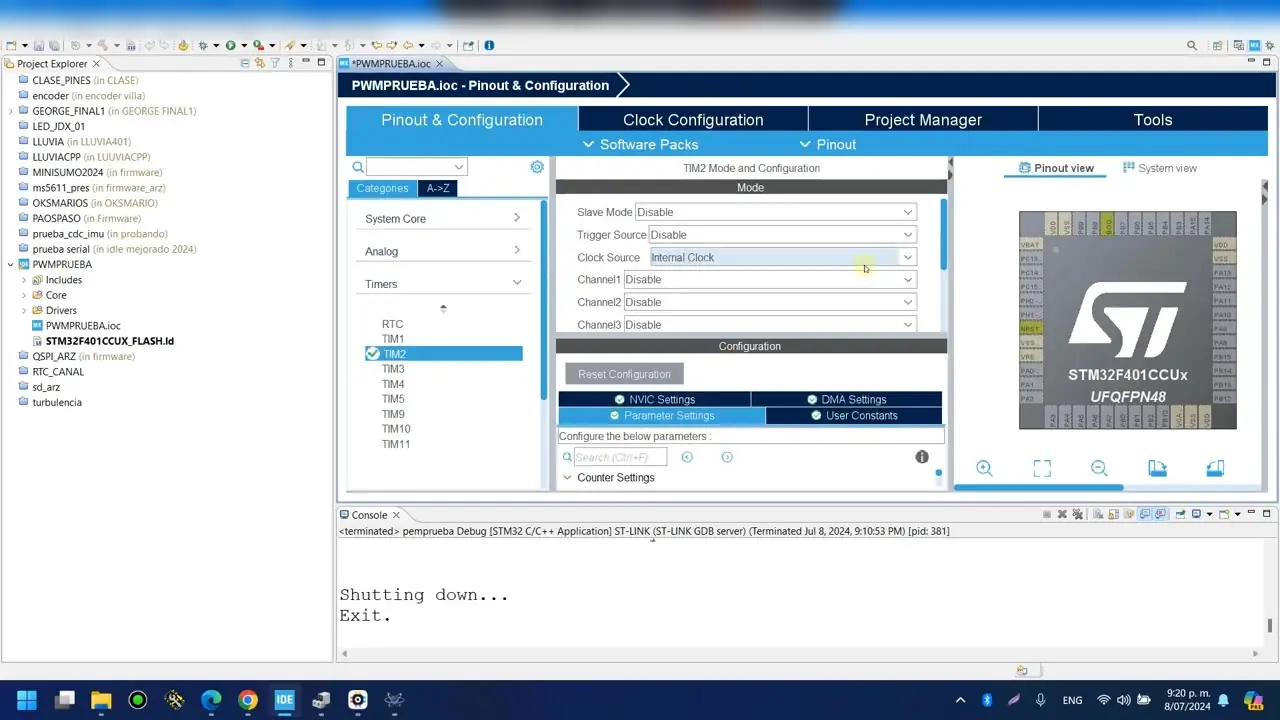 Project Explorer
CLASE_PINES (in CLASE)
encoder (in encoder villa)
GEORGE_FINAL1 (in GEORGE FINAL1)
LED_JDX_01
LLUVIA (in LLUVIA401)
LLUVIACPP (in LUUVIACPP)
MINISUMO2024 (in firmware)
ms5611_pres (in firmware_arz)
OKSMARIOS (in OKSMARIO)
PAOSPASO (in Firmware)
prueba_cdc_imu (in probando)
prueba serial (in idle mejorado 2024)
PWMPRUEBA
Includes
Core
Drivers
PWMPRUEBA.ioc
STM32F401CCUX_FLASH.ld
QSPI_ARZ (in firmware)
RTC_CANAL
sd_arz
turbulencia
*PWMPRUEBA.ioc
PWMPRUEBA.ioc - Pinout & Configuration
Pinout & Configuration
Clock Configuration
Project Manager
Tools
Software Packs
Pinout
Categories
A->Z
System Core
Analog
Timers
RTC
TIM1
TIM2
TIM3
TIM4
TIM5
TIM9
TIM10
TIM11
TIM2 Mode and Configuration
Mode
Slave Mode Disable
Trigger Source Disable
Clock Source Internal Clock
Channel1 Disable
Channel2 Disable
Channel3 Disable
Configuration
Reset Configuration
NVIC Settings
DMA Settings
Parameter Settings
User Constants
Configure the below parameters :
Search (Ctrl+F)
Counter Settings
Pinout view
System view
VBAT
NRST
VDD
VSS
STM32F401CCUx
UFQFPN48
Console
<terminated> pemprueba Debug [STM32 C/C++ Application] ST-LINK (ST-LINK GDB server) (Terminated Jul 8, 2024, 9:10:53 PM) [pid: 381]
Shutting down...
Exit.
IDE
ENG
9:20 p. m.
8/07/2024